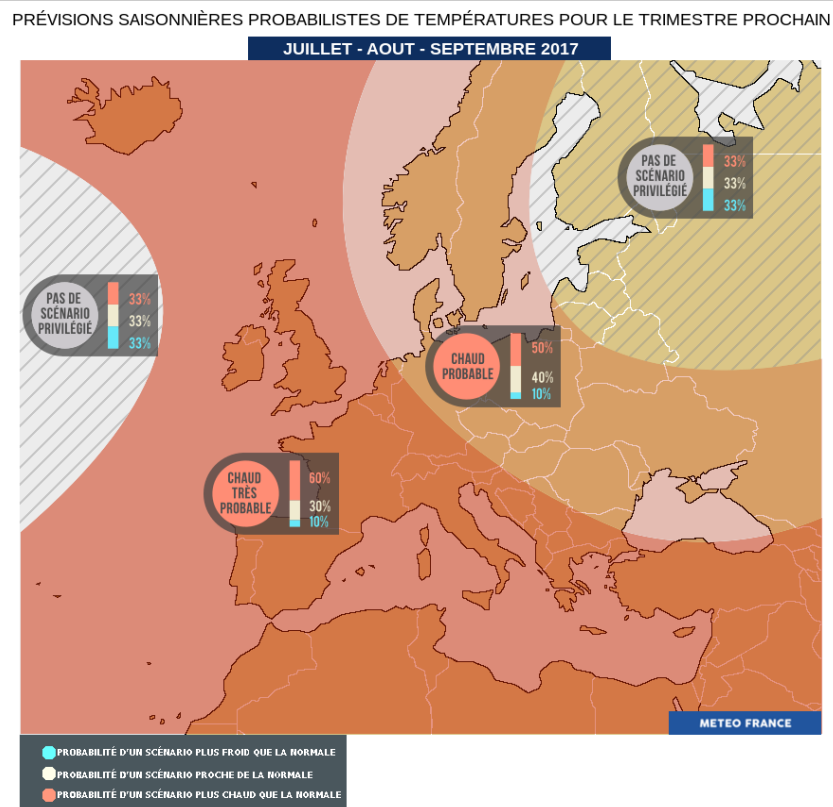 PRÉVISIONS SAISONNIÈRES PROBABILISTES DE TEMPÉRATURES POUR LE TRIMESTRE PROCHAIN
JUILLET - AOUT - SEPTEMBRE 2017
PAS DE
SCÉNARIO
PRIVILÉGIÉ
33%
33%
33%
PAS DE
SCÉNARIO
PRIVILÉGIÉ
33%
33%
33%
CHAUD
PROBABLE
50%
40%
10%
CHAUD
TRÈS
PROBABLE
60%
30%
10%
METEO FRANCE
PROBABILITÉ D'UN SCÉNARIO PLUS FROID QUE LA NORMALE
PROBABILITÉ D'UN SCÉNARIO PROCHE DE LA NORMALE
PROBABILITÉ D'UN SCÉNARIO PLUS CHAUD QUE LA NORMALE